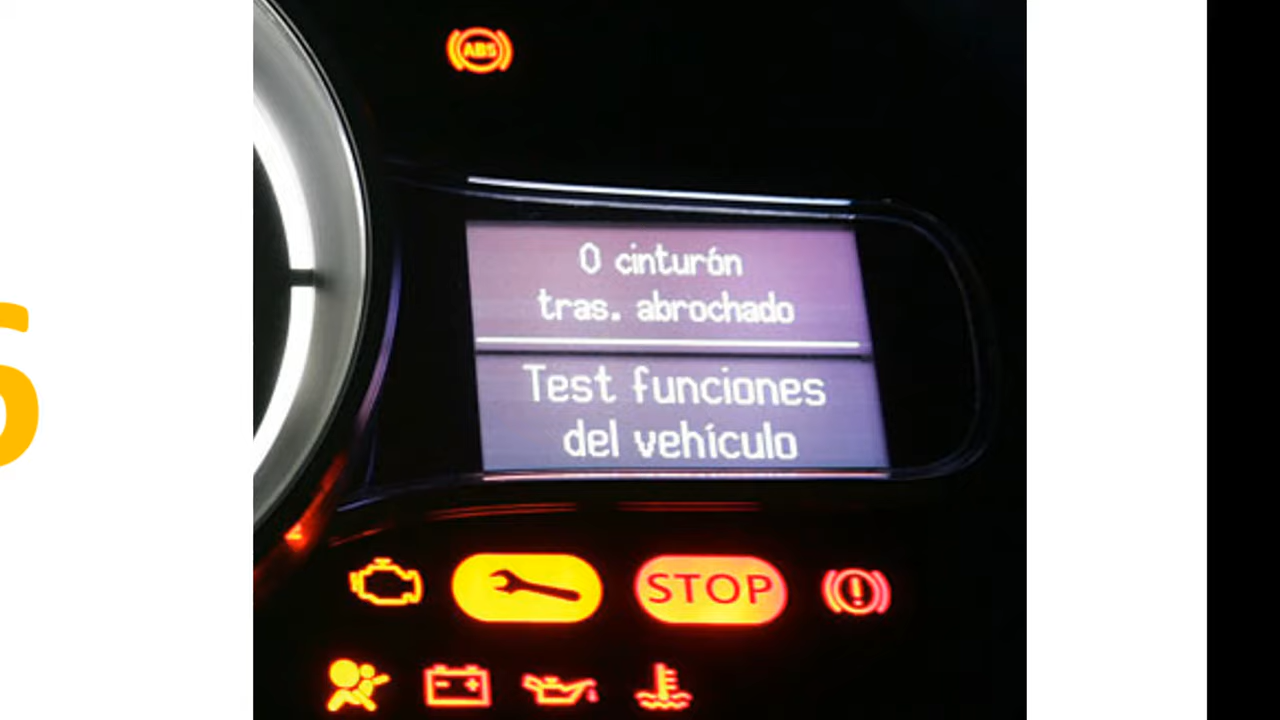 ABS
0 cinturón
tras. abrochado
Test funciones
del vehículo
STOP